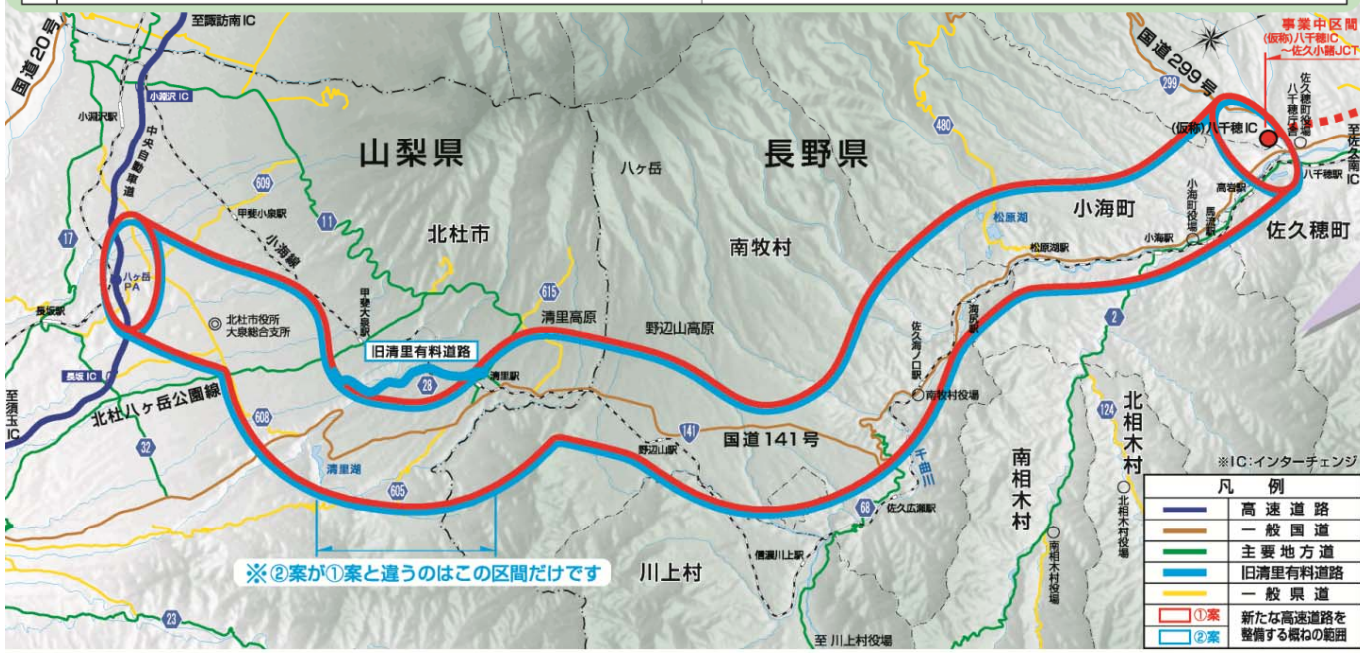 至諏訪南IC
国道20号
小淵沢IC
小淵沢駅
中央自動車道
609
甲斐小泉駅
小海線
11
17
山梨県
北杜市
八ヶ岳
長野県
南牧村
480
松原湖
松原湖駅
小海町
国道299号
299
事業中区間
(仮称)八千穂IC
~佐久小諸JCT
(仮称)八千穂IC
佐久穂町役場
八千穂庁舎
至佐久南IC
八千穂駅
高岩駅
馬流駅
小海町役場
小海駅
佐久穂町
八ヶ岳
PA
長坂駅
北杜市役所
大泉総合支所
甲斐大泉駅
615
清里高原
野辺山高原
旧清里有料道路
28
清里駅
長坂IC
至須玉IC
北杜八ヶ岳公園線
608
32
清里湖
605
141
国道141号
野辺山駅
佐久海ノ口駅
海尻駅
南牧村役場
千曲川
68
佐久広瀬駅
信濃川上駅
2
124
北相木村
北相木村役場
南相木村
南相木村役場
※②案が①案と違うのはこの区間だけです
川上村
至 川上村役場
23
※IC:インターチェンジ
凡例
高速道路
一般国道
主要地方道
旧清里有料道路
一般県道
①案
②案
新たな高速道路を
整備する概ねの範囲